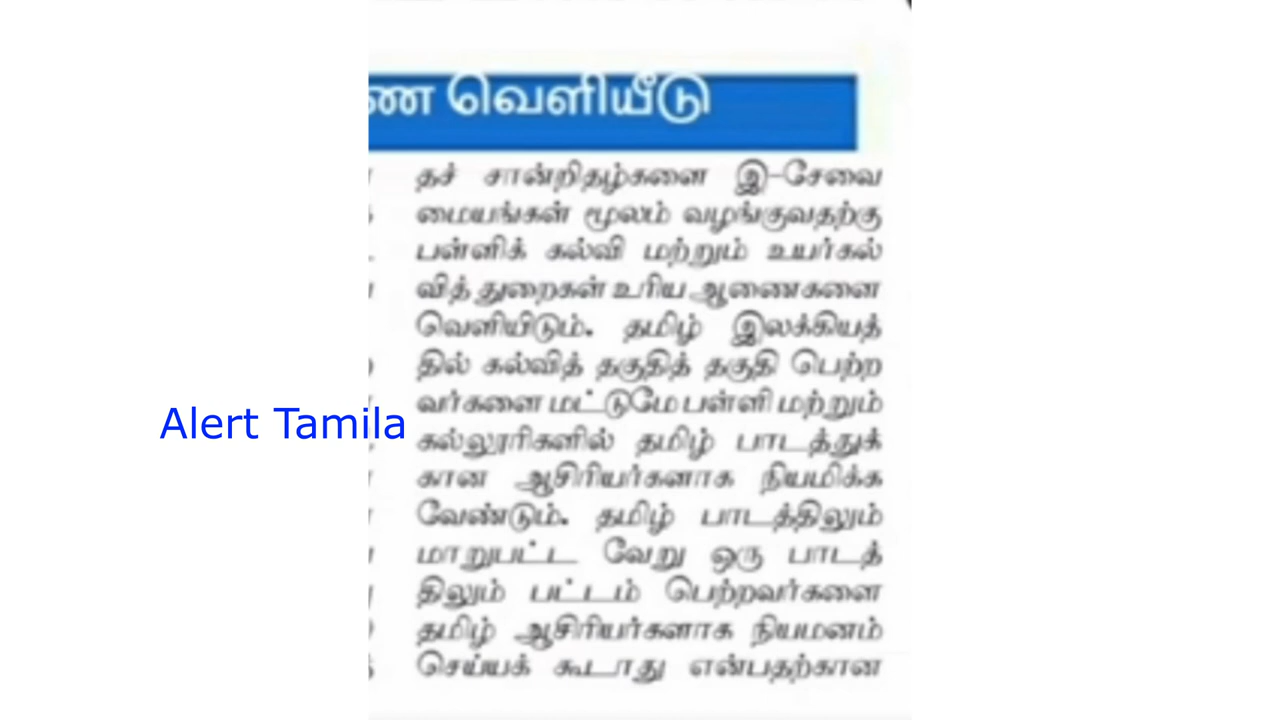 ண வெளியீடு
தச் சான்றிதழ்களை இ-சேவை
மையங்கள் மூலம் வழங்குவதற்கு
பள்ளிக் கல்வி மற்றும் உயர்கல்
வித் துறைகள் உரிய ஆணைகளை
வெளியிடும். தமிழ் இலக்கியத்
தில் கல்வித் தகுதித் தகுதி பெற்ற
வர்களை மட்டுமே பள்ளி மற்றும்
Alert Tamila
கல்லூரிகளில் தமிழ் பாடத்துக்
கான ஆசிரியர்களாக நியமிக்க
வேண்டும். தமிழ் பாடத்திலும்
மாறுபட்ட வேறு ஒரு பாடத்
திலும் பட்டம் பெற்றவர்களை
தமிழ் ஆசிரியர்களாக நியமனம்
செய்யக் கூடாது என்பதற்கான